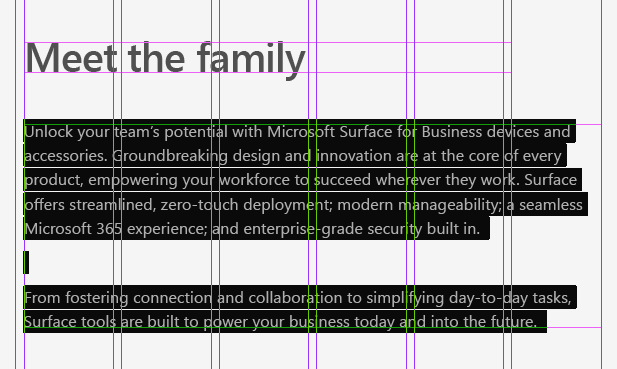 Meet the family
Unlock your team's potential with Microsoft Surface for Business devices and
accessories. Groundbreaking design and innovation are at the core of every
product, empowering your workforce to succeed wherever they work. Surface
offers streamlined, zero-touch deployment; modern manageability; a seamless
Microsoft 365 experience; and enterprise-grade security built in.
From fostering connection and collaboration to simplifying day-to-day tasks,
Surface tools are built to power your business today and into the future.